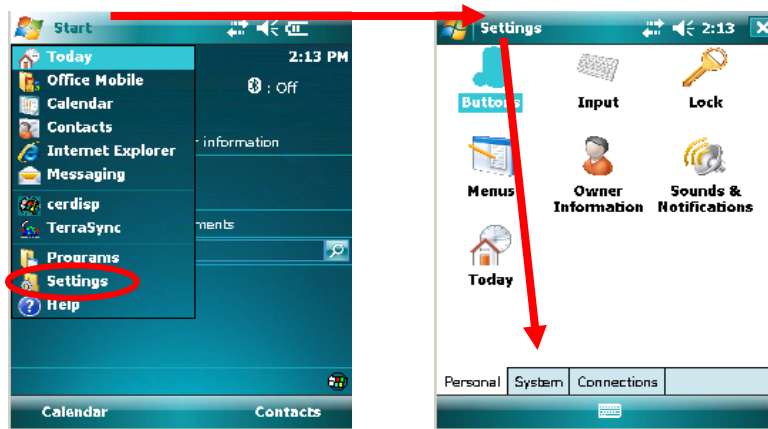 Start
Today
2:13 PM
Office Mobile
: Off
Calendar
Contacts
r information
Internet Explorer
Messaging
cerdisp
TerraSync
ments
Programs
Settings
Help
Calendar
Contacts
Settings
2:13
Buttons
Input
Lock
Menus
Owner
Information
Sounds &
Notifications
Today
Personal
System
Connections